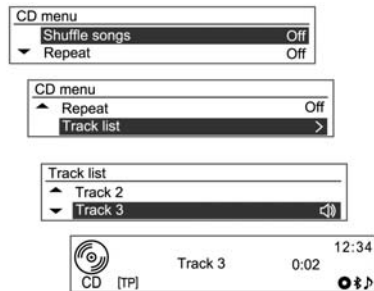 CD menu
Shuffle songs Off
Repeat Off
CD menu
Repeat Off
Track list >
Track list
Track 2
Track 3
12:34
Track 3 0:02
CD [TP]